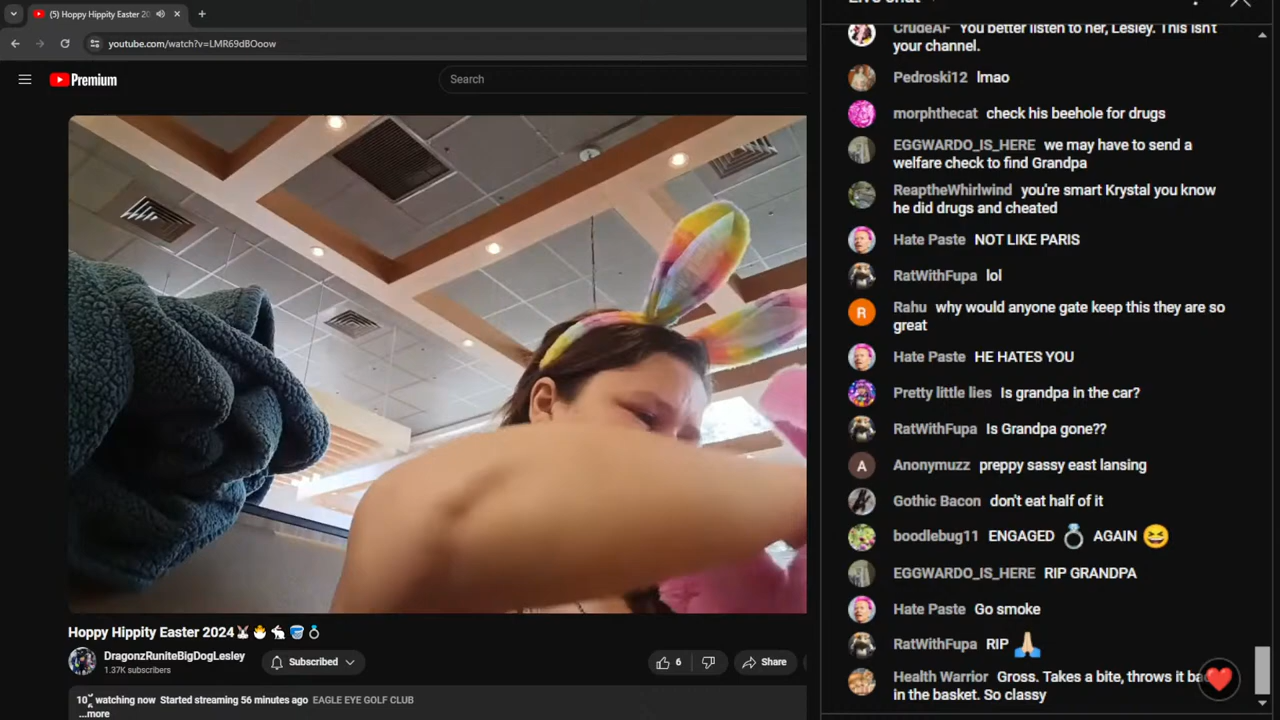 (5) Hoppy Hippity Easter 20
youtube.com/watch?v=LMR69dBOoow
Premium
Search
Hoppy Hippity Easter 2024🐰🐣🐇🪣💍
DragonzRuniteBigDogLesley
1.37K subscribers
Subscribed
6
Share
watching now Started streaming 56 minutes ago EAGLE EYE GOLF CLUB
...more
Live chat
CrudeAF You better listen to her, Lesley. This isn't
your channel.
Pedroski12 lmao
morphthecat check his beehole for drugs
EGGWARDO_IS_HERE we may have to send a
welfare check to find Grandpa
ReaptheWhirlwind you're smart Krystal you know
he did drugs and cheated
Hate Paste NOT LIKE PARIS
RatWithFupa lol
R
Rahu why would anyone gate keep this they are so
great
Hate Paste HE HATES YOU
Pretty little lies Is grandpa in the car?
RatWithFupa Is Grandpa gone??
A
Anonymuzz preppy sassy east lansing
Gothic Bacon don't eat half of it
boodlebug11 ENGAGED 💍 AGAIN 😆
EGGWARDO_IS_HERE RIP GRANDPA
Hate Paste Go smoke
RatWithFupa RIP 🙏🏻
Health Warrior Gross. Takes a bite, throws it ba
in the basket. So classy